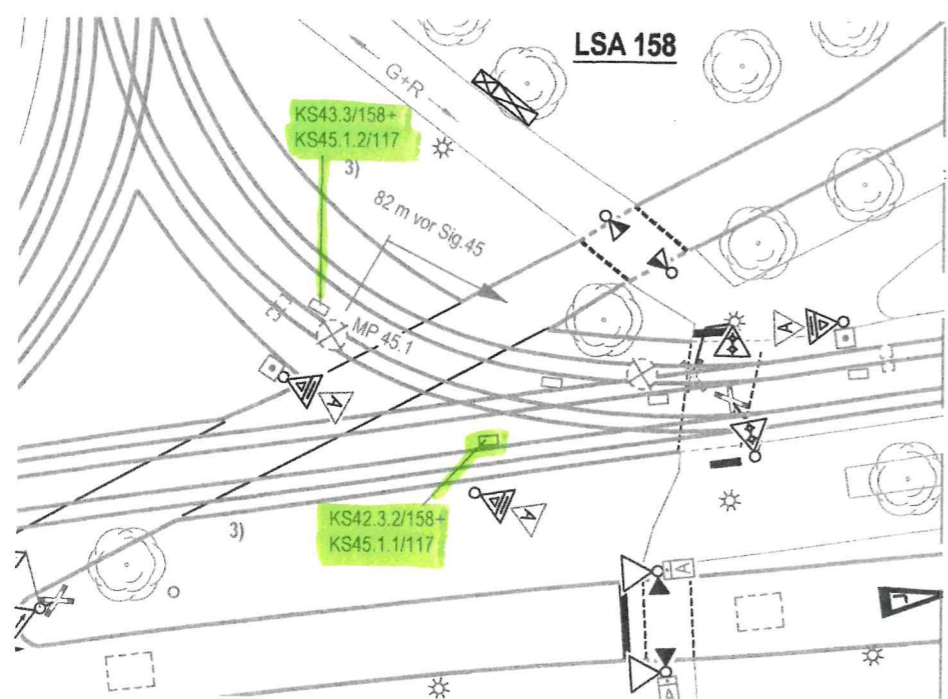 LSA 158
G+R
KS43.3/158+
KS45.1.2/117
3)
82 m vor Sig.45
MP 45.1
A
A
A
KS42.3.2/158+
KS45.1.1/117
3)
A
A